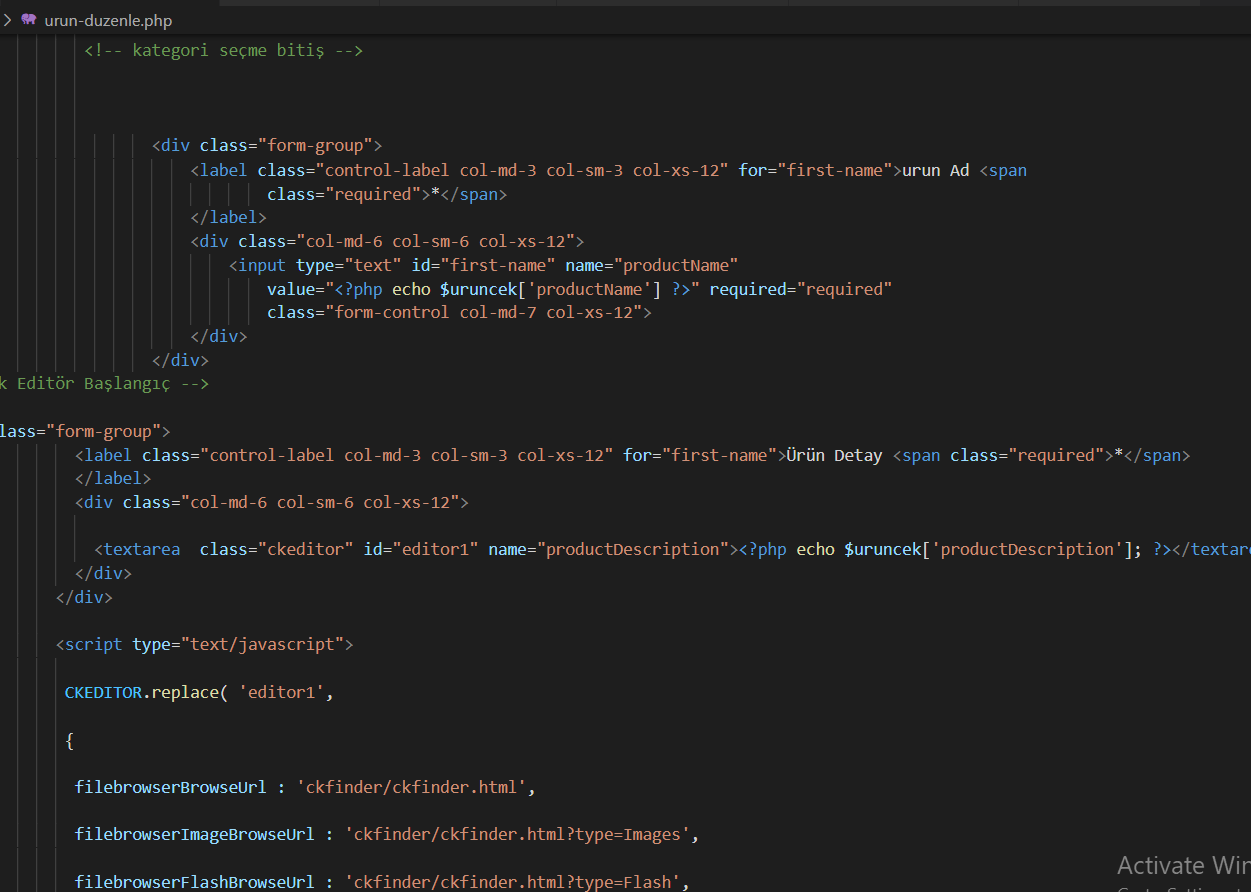 urun-duzenle.php
<!-- kategori seçme bitiş -->
<div class="form-group">
<label class="control-label col-md-3 col-sm-3 col-xs-12" for="first-name">urun Ad <span
class="required">*</span>
</label>
<div class="col-md-6 col-sm-6 col-xs-12">
<input type="text" id="first-name" name="productName"
value="<?php echo $uruncek['productName'] ?>" required="required"
class="form-control col-md-7 col-xs-12">
</div>
</div>
k Editör Başlangıç -->
lass="form-group">
<label class="control-label col-md-3 col-sm-3 col-xs-12" for="first-name">Ürün Detay <span class="required">*</span>
</label>
<div class="col-md-6 col-sm-6 col-xs-12">
<textarea  class="ckeditor" id="editor1" name="productDescription"><?php echo $uruncek['productDescription']; ?></textare
</div>
</div>
<script type="text/javascript">
CKEDITOR.replace( 'editor1',
{
filebrowserBrowseUrl : 'ckfinder/ckfinder.html',
filebrowserImageBrowseUrl : 'ckfinder/ckfinder.html?type=Images',
filebrowserFlashBrowseUrl : 'ckfinder/ckfinder.html?type=Flash',
Activate Win